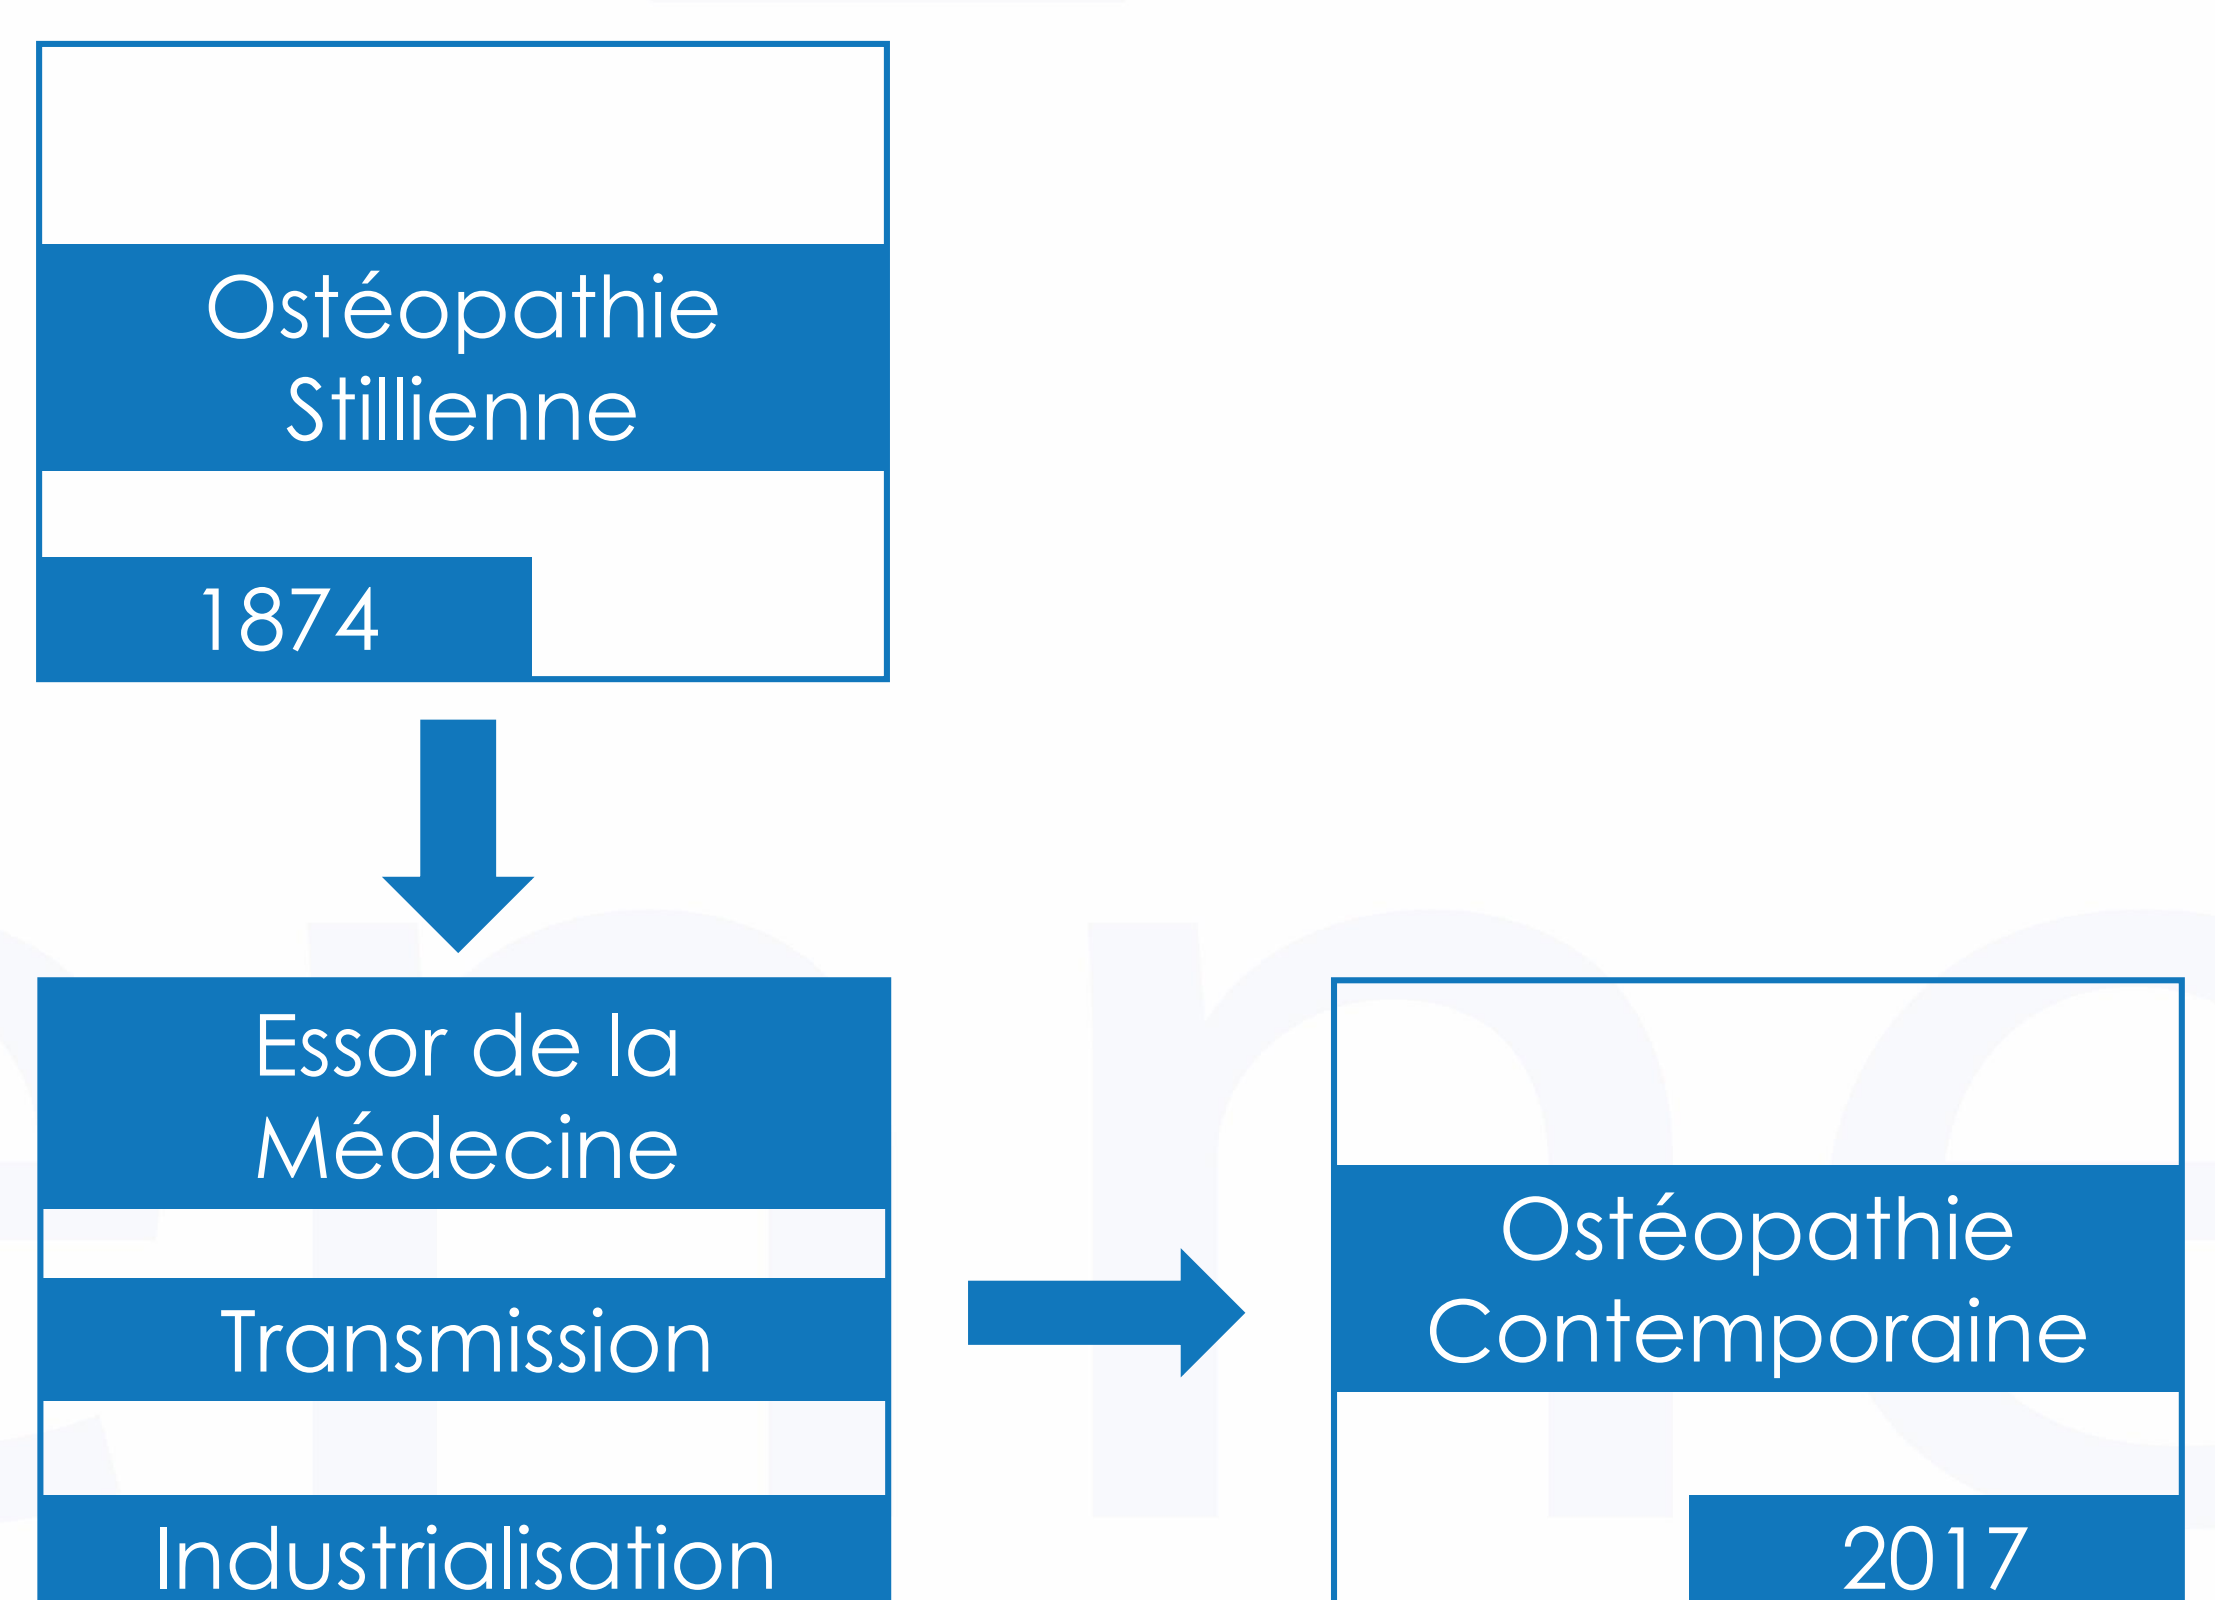 Ostéopathie
Stillienne
1874
Essor de la
Médecine
Transmission
Industrialisation
Ostéopathie
Contemporaine
2017